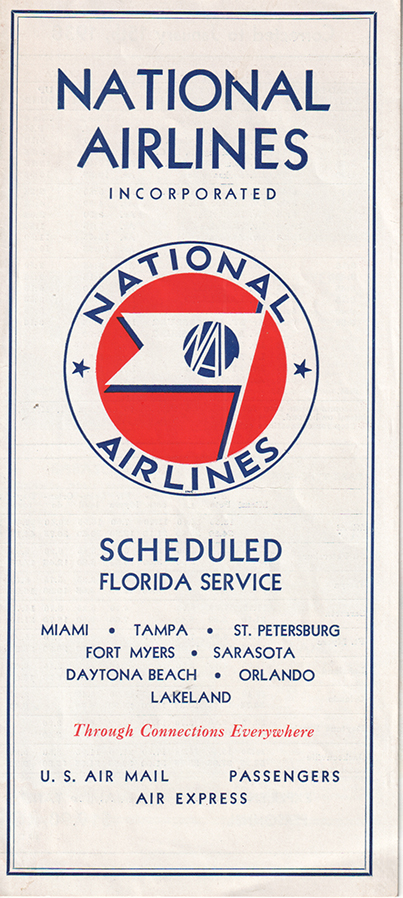 NATIONAL
AIRLINES
INCORPORATED
NATIONAL
NAL
AIRLINES
SCHEDULED
FLORIDA SERVICE
MIAMI • TAMPA • ST. PETERSBURG
FORT MYERS • SARASOTA
DAYTONA BEACH • ORLANDO
LAKELAND
Through Connections Everywhere
U. S. AIR MAIL PASSENGERS
AIR EXPRESS